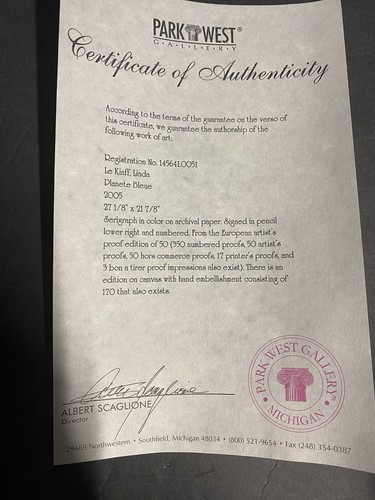 PARK WEST®
G•A•L•L•E•R•Y
Certificate of Authenticity
According to the terms of the guarantee on the verso of
this certificate, we guarantee the authorship of the
following work of art:
Registration No. 145641.0051
Le Kinff, Linda
Planete Bleue
2005
27 1/8" x 21 7/8"
Serigraph in color on archival paper. Signed in pencil
lower right and numbered. From the European artist's
proof edition of 50 (350 numbered proofs, 50 artist's
proofs, 50 hors commerce proofs, 17 printer's proofs, and
3 bon a tirer proof impressions also exist). There is an
edition on canvas with hand embellishment consisting of
170 that also exists.
ALBERT SCAGLIONE
Director
PARK WEST GALLERY™
• MICHIGAN •
29469 Northwestern • Southfield, Michigan 48034 • (800) 521-9654 • Fax (248) 354-0387